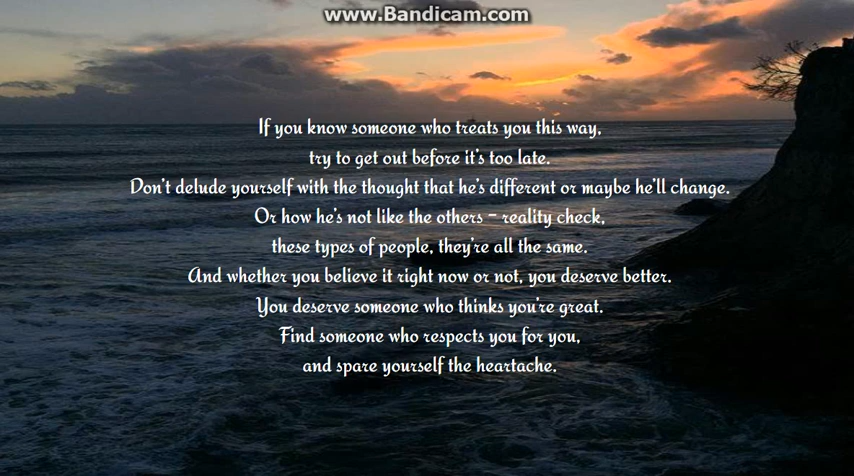 www.Bandicam.com
If you know someone who treats you this way,
try to get out before it's too late.
Don't delude yourself with the thought that he's different or maybe he'll change.
Or how he's not like the others - reality check,
these types of people, they're all the same.
And whether you believe it right now or not, you deserve better.
You deserve someone who thinks you're great.
Find someone who respects you for you,
and spare yourself the heartache.